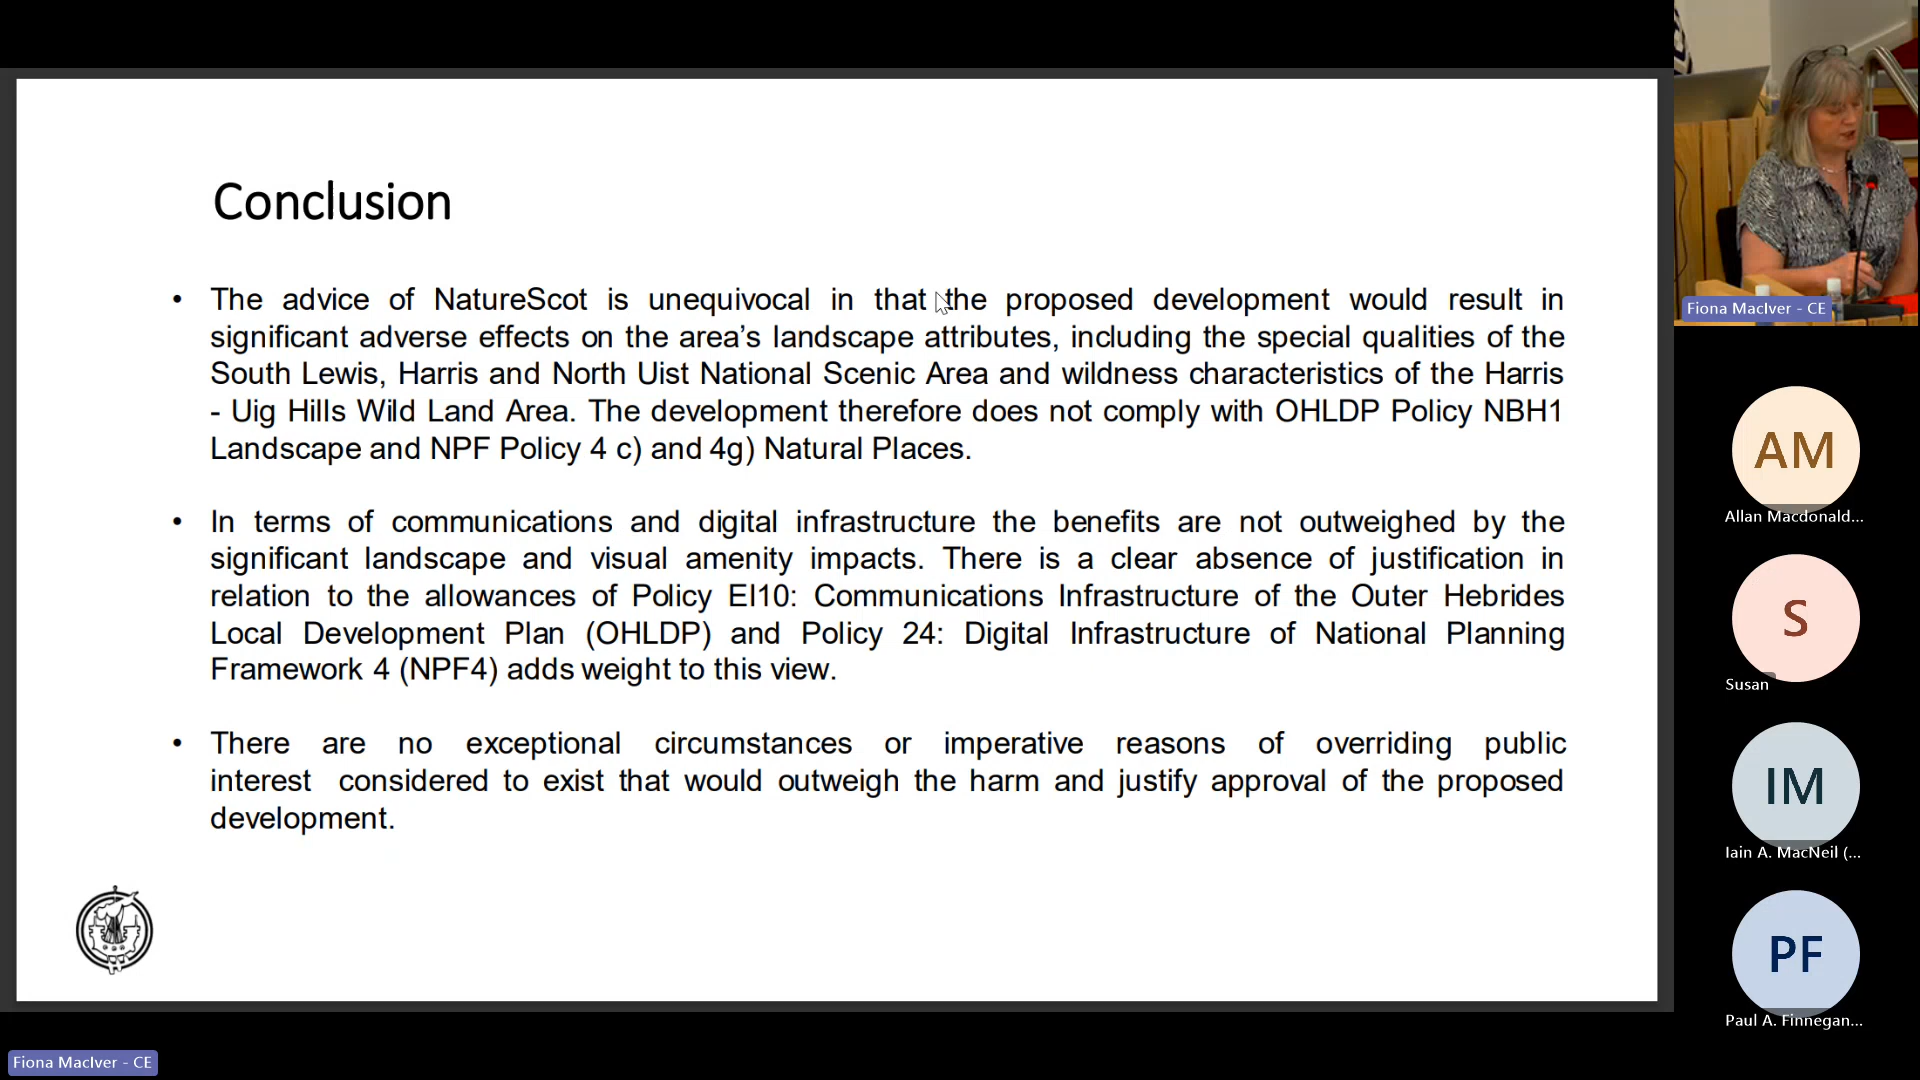 Conclusion
• The advice of NatureScot is unequivocal in that the proposed development would result in
significant adverse effects on the area’s landscape attributes, including the special qualities of the
South Lewis, Harris and North Uist National Scenic Area and wildness characteristics of the Harris
- Uig Hills Wild Land Area. The development therefore does not comply with OHLDP Policy NBH1
Landscape and NPF Policy 4 c) and 4g) Natural Places.
• In terms of communications and digital infrastructure the benefits are not outweighed by the
significant landscape and visual amenity impacts. There is a clear absence of justification in
relation to the allowances of Policy EI10: Communications Infrastructure of the Outer Hebrides
Local Development Plan (OHLDP) and Policy 24: Digital Infrastructure of National Planning
Framework 4 (NPF4) adds weight to this view.
• There are no exceptional circumstances or imperative reasons of overriding public
interest considered to exist that would outweigh the harm and justify approval of the proposed
development.
Fiona MacIver - CE
AM
Allan Macdonald...
S
Susan
IM
Iain A. MacNeil (...
PF
Paul A. Finnegan...
Fiona MacIver - CE